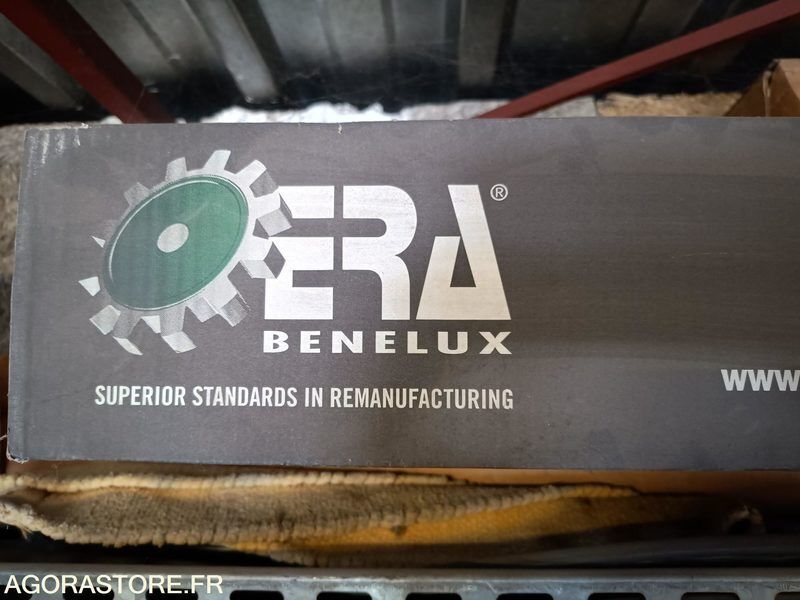 ERA®
BENELUX
SUPERIOR STANDARDS IN REMANUFACTURING
www
AGORASTORE.FR